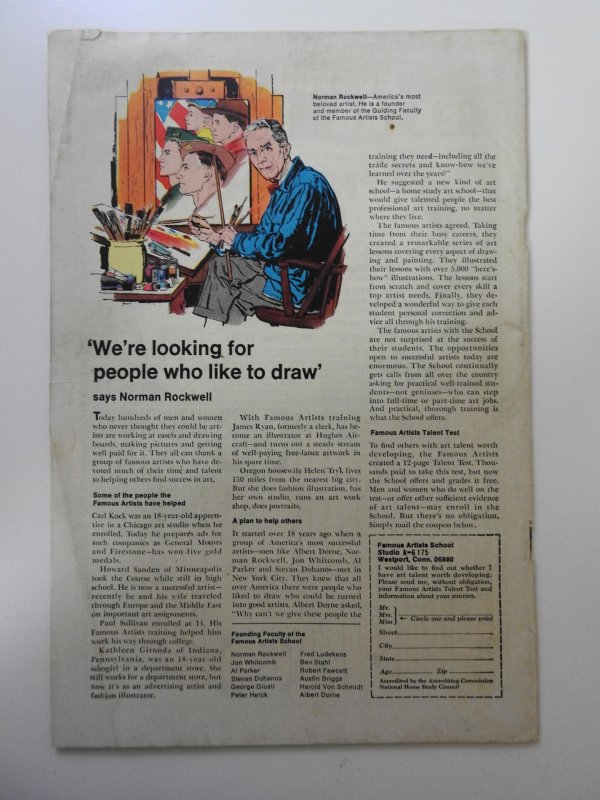 Norman Rockwell—America's most
beloved artist. He is a founder
and member of the Guiding Faculty
of the Famous Artists School.
'We're looking for
people who like to draw'
says Norman Rockwell
Today hundreds of men and women
who never thought they could be art-
ists are working at easels and drawing
boards, making pictures and getting
well paid for it. They all can thank a
group of famous artists who have de-
voted much of their time and talent
to helping others find success in art.
Some of the people the
Famous Artists have helped
Carl Kock was an 18-year-old appren-
tice in a Chicago art studio when he
enrolled. Today he prepares ads for
such companies as General Motors
and Firestone—has won five gold
medals.
Howard Sanden of Minneapolis
took the Course while still in high
school. He is now a successful artist—
recently he and his wife traveled
through Europe and the Middle East
on important art assignments.
Paul Sullivan enrolled at 14. His
Famous Artists training helped him
work his way through college.
Kathleen Gironda of Indiana,
Pennsylvania, was an 18-year-old
salesgirl in a department store. She
still works for a department store, but
now it's as an advertising artist and
fashion illustrator.
With Famous Artists training
James Ryan, formerly a clerk, has be-
come an illustrator at Hughes Air-
craft—and turns out a steady stream
of well-paying free-lance artwork in
his spare time.
Oregon housewife Helen Tryk lives
150 miles from the nearest big city.
But she does fashion illustration, has
her own studio, runs an art work
shop, does portraits.
A plan to help others
It started over 18 years ago when a
group of America's most successful
artists—men like Albert Dorne, Nor-
man Rockwell, Jon Whitcomb, Al
Parker and Stevan Dohanos—met in
New York City. They knew that all
over America there were people who
liked to draw who could be turned
into good artists. Albert Dorne asked,
"Why can't we give these people the
Founding Faculty of the
Famous Artists School
Norman Rockwell
Jon Whitcomb
Al Parker
Stevan Dohanos
George Giusti
Peter Helck
Fred Ludekens
Ben Stahl
Robert Fawcett
Austin Briggs
Harold Von Schmidt
Albert Dorne
training they need—including all the
trade secrets and know-how we've
learned over the years?"
He suggested a new kind of art
school—a home study art school—that
would give talented people the best
professional art training, no matter
where they live.
The famous artists agreed. Taking
time from their busy careers, they
created a remarkable series of art
lessons covering every aspect of draw-
ing and painting. They illustrated
their lessons with over 5,000 "here's-
how" illustrations. The lessons start
from scratch and cover every skill a
top artist needs. Finally, they de-
veloped a wonderful way to give each
student personal correction and ad-
vice all through his training.
The famous artists with the School
are not surprised at the success of
their students. The opportunities
open to successful artists today are
enormous. The School continually
gets calls from all over the country
asking for practical well-trained stu-
dents—not geniuses—who can step
into full-time or part-time art jobs.
And practical, thorough training is
what the School offers.
Famous Artists Talent Test
To find others with art talent worth
developing, the Famous Artists
created a 12-page Talent Test. Thou-
sands paid to take this test, but now
the School offers and grades it free.
Men and women who do well on the
test—or offer other sufficient evidence
of art talent—may enroll in the
School. But there's no obligation.
Simply mail the coupon below.
Famous Artists School
Studio A-6175
Westport, Conn. 06880
I would like to find out whether I
have art talent worth developing.
Please send me, without obligation,
your Famous Artists Talent Test and
information about your courses.
Mr.
Mrs.
Miss
Circle one and please print
Street
City
State
Age Zip
Accredited by the Accrediting Commission
National Home Study Council